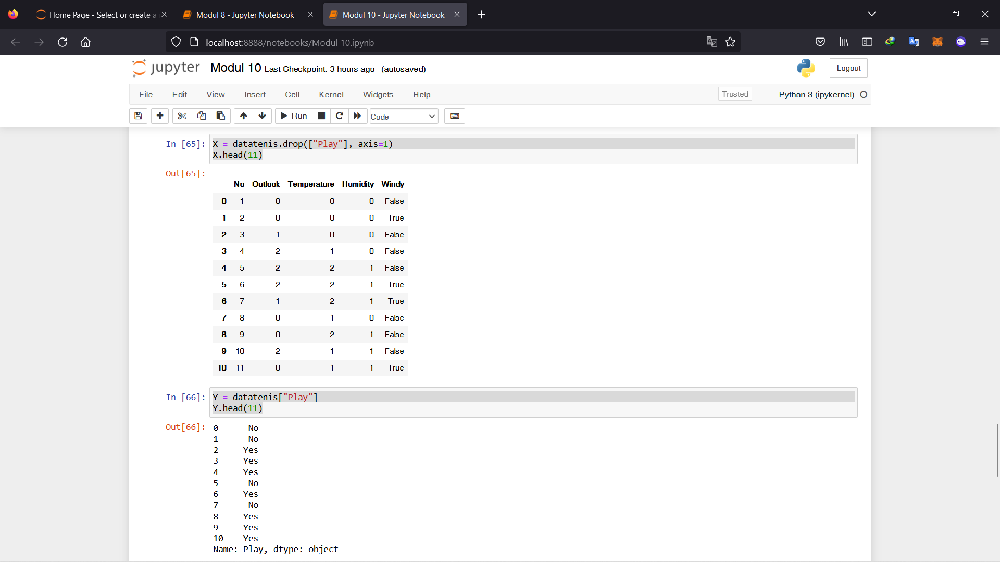 Home Page - Select or create a
Modul 8 - Jupyter Notebook
Modul 10 - Jupyter Notebook
localhost:8888/notebooks/Modul 10.ipynb
jupyter Modul 10 Last Checkpoint: 3 hours ago (autosaved)
Logout
File Edit View Insert Cell Kernel Widgets Help
Trusted
Python 3 (ipykernel)
Run
Code
In [65]: X = datatenis.drop(["Play"], axis=1)
X.head(11)
Out[65]:
No Outlook Temperature Humidity Windy
0 1 0 0 0 False
1 2 0 0 0 True
2 3 1 0 0 False
3 4 2 1 0 False
4 5 2 2 1 False
5 6 2 2 1 True
6 7 1 2 1 True
7 8 0 1 0 False
8 9 0 2 1 False
9 10 2 1 1 False
10 11 0 1 1 True
In [66]: Y = datatenis["Play"]
Y.head(11)
Out[66]: 0 No
1 No
2 Yes
3 Yes
4 Yes
5 No
6 Yes
7 No
8 Yes
9 Yes
10 Yes
Name: Play, dtype: object